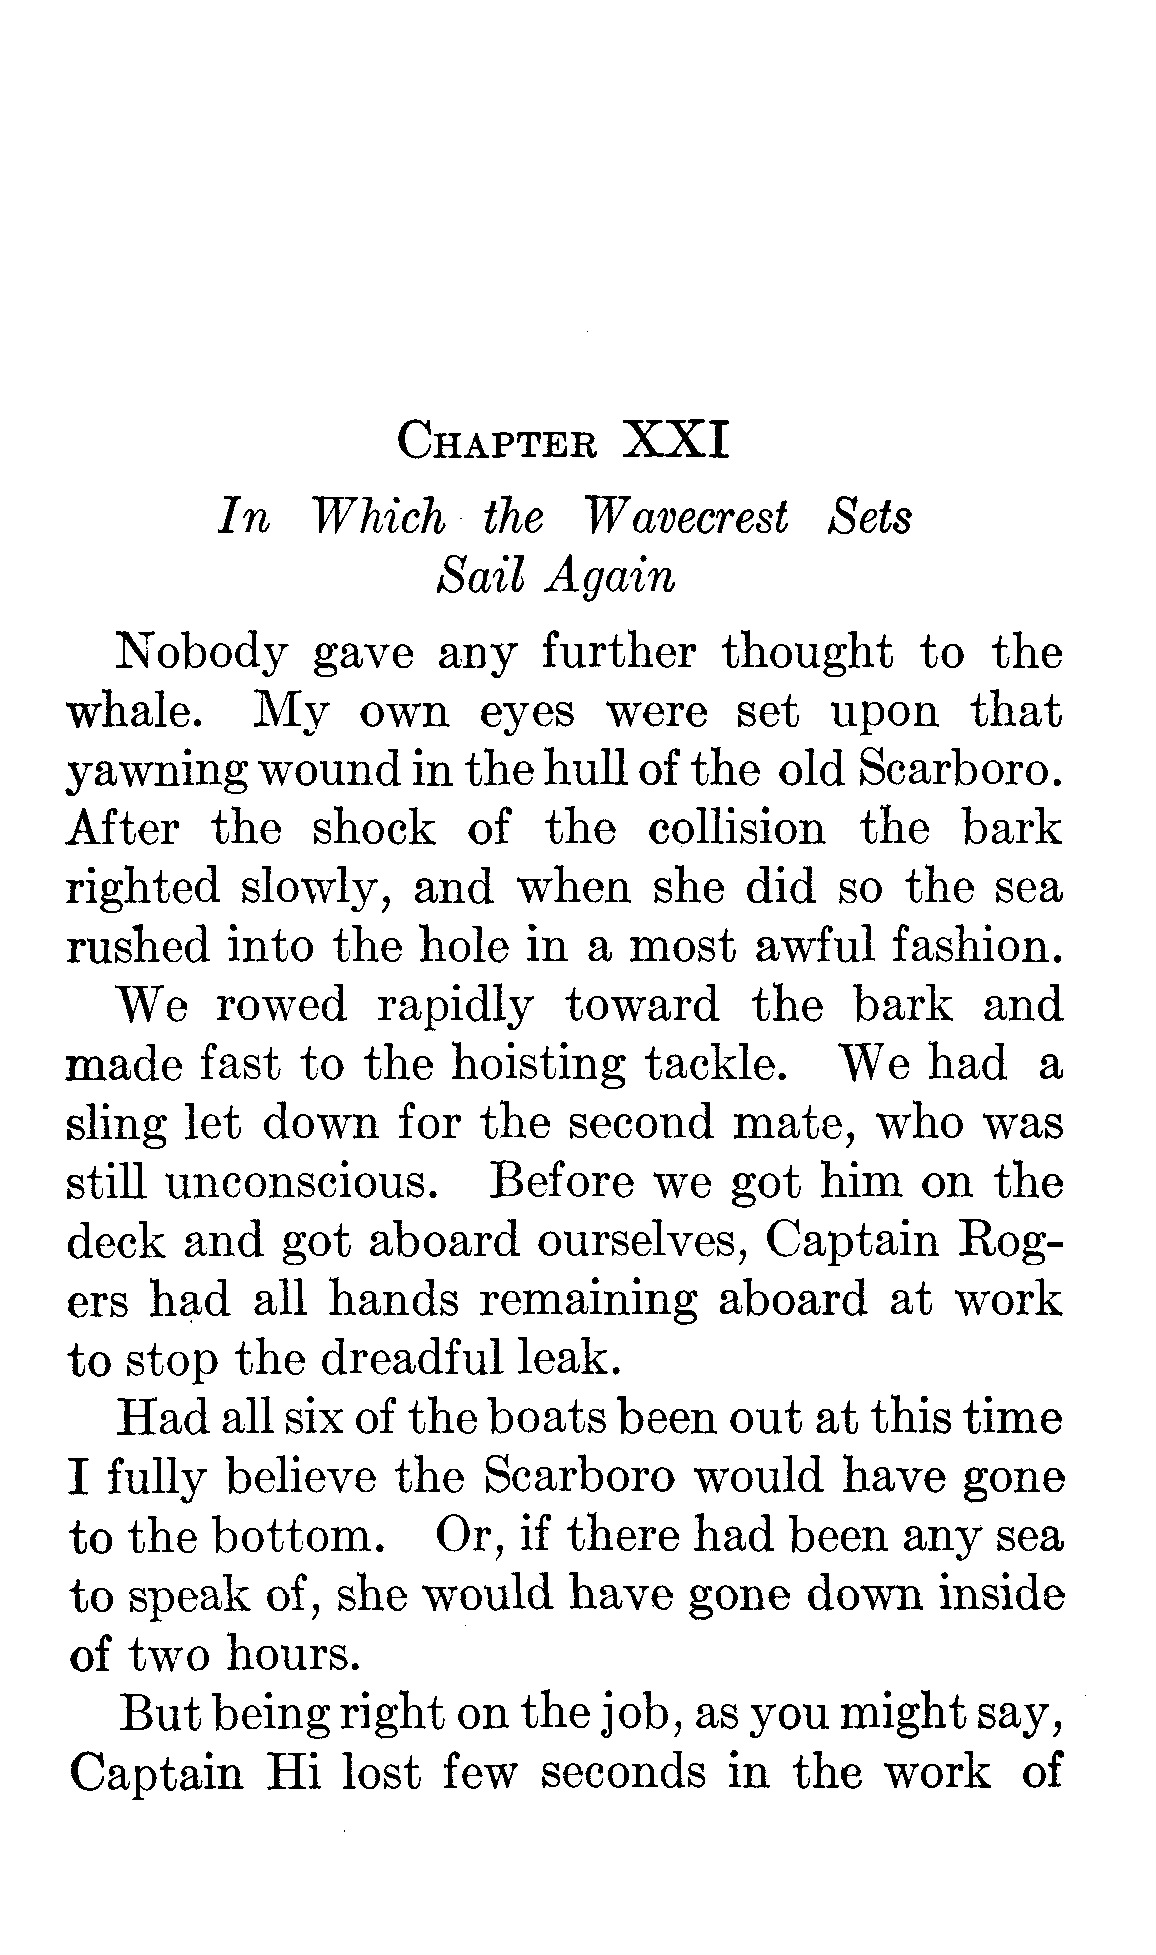 Chapter XXI
In Which the Wavecrest Sets
Sail Again
Nobody gave any further thought to the
whale. My own eyes were set upon that
yawning wound in the hull of the old Scarboro.
After the shock of the collision the bark
righted slowly, and when she did so the sea
rushed into the hole in a most awful fashion.
We rowed rapidly toward the bark and
made fast to the hoisting tackle. We had a
sling let down for the second mate, who was
still unconscious. Before we got him on the
deck and got aboard ourselves, Captain Rog-
ers had all hands remaining aboard at work
to stop the dreadful leak.
Had all six of the boats been out at this time
I fully believe the Scarboro would have gone
to the bottom. Or, if there had been any sea
to speak of, she would have gone down inside
of two hours.
But being right on the job, as you might say,
Captain Hi lost few seconds in the work of